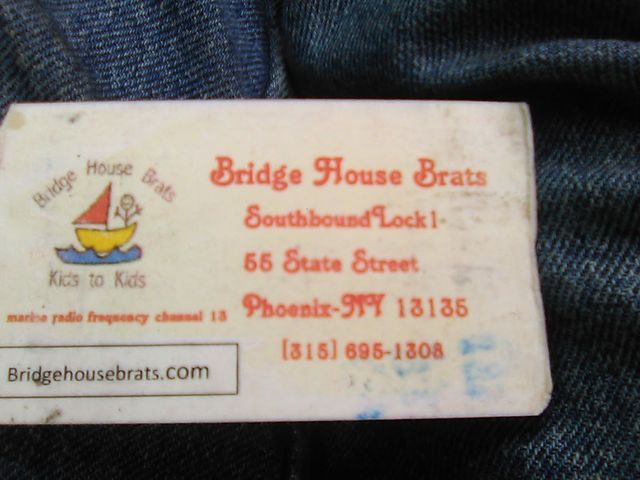 Bridge House Brats
Kids to Kids
marine radio frequency channel 13
Bridgehousebrats.com
Bridge House Brats
Southbound Lock 1-
55 State Street
Phoenix-NY 13135
[315] 695-1308